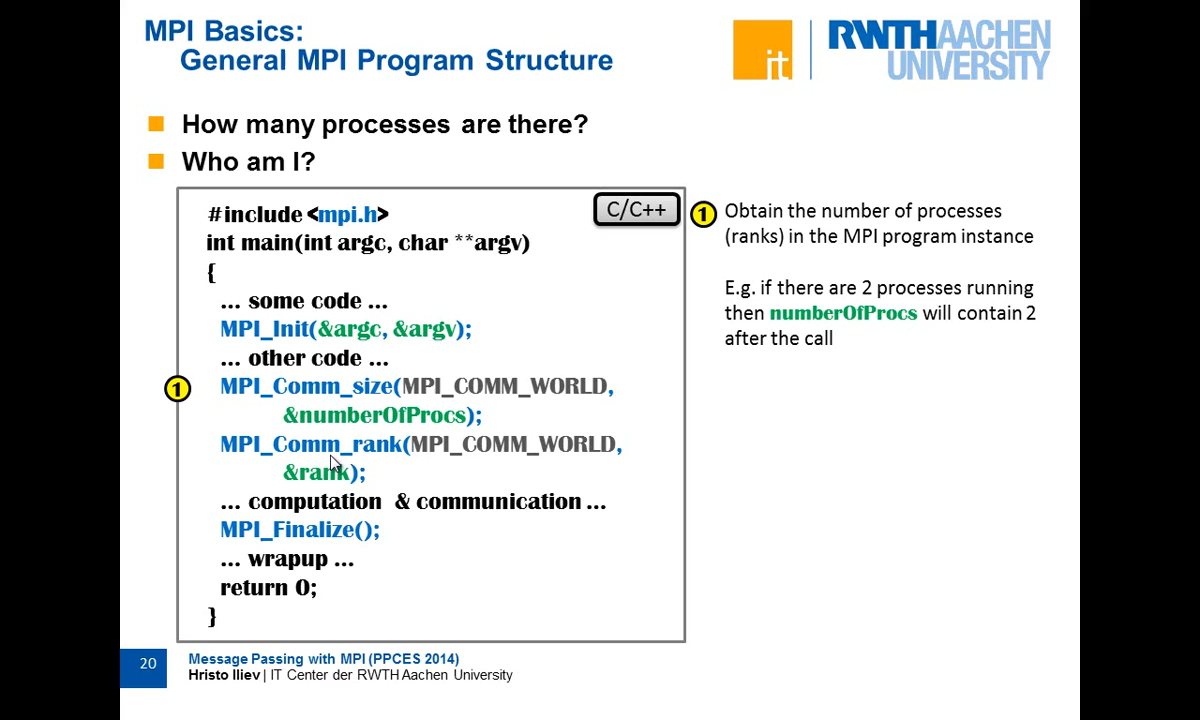 MPI Basics:
General MPI Program Structure
it
RWTH AACHEN
UNIVERSITY
How many processes are there?
Who am I?
C/C++
#include <mpi.h>
int main(int argc, char **argv)
{
... some code ...
MPI_Init(&argc, &argv);
... other code ...
1
MPI_Comm_size(MPI_COMM_WORLD,
&numberOfProcs);
MPI_Comm_rank(MPI_COMM_WORLD,
&rank);
... computation & communication ...
MPI_Finalize();
... wrapup ...
return 0;
}
1
Obtain the number of processes
(ranks) in the MPI program instance
E.g. if there are 2 processes running
then numberOfProcs will contain 2
after the call
20
Message Passing with MPI (PPCES 2014)
Hristo Iliev | IT Center der RWTH Aachen University